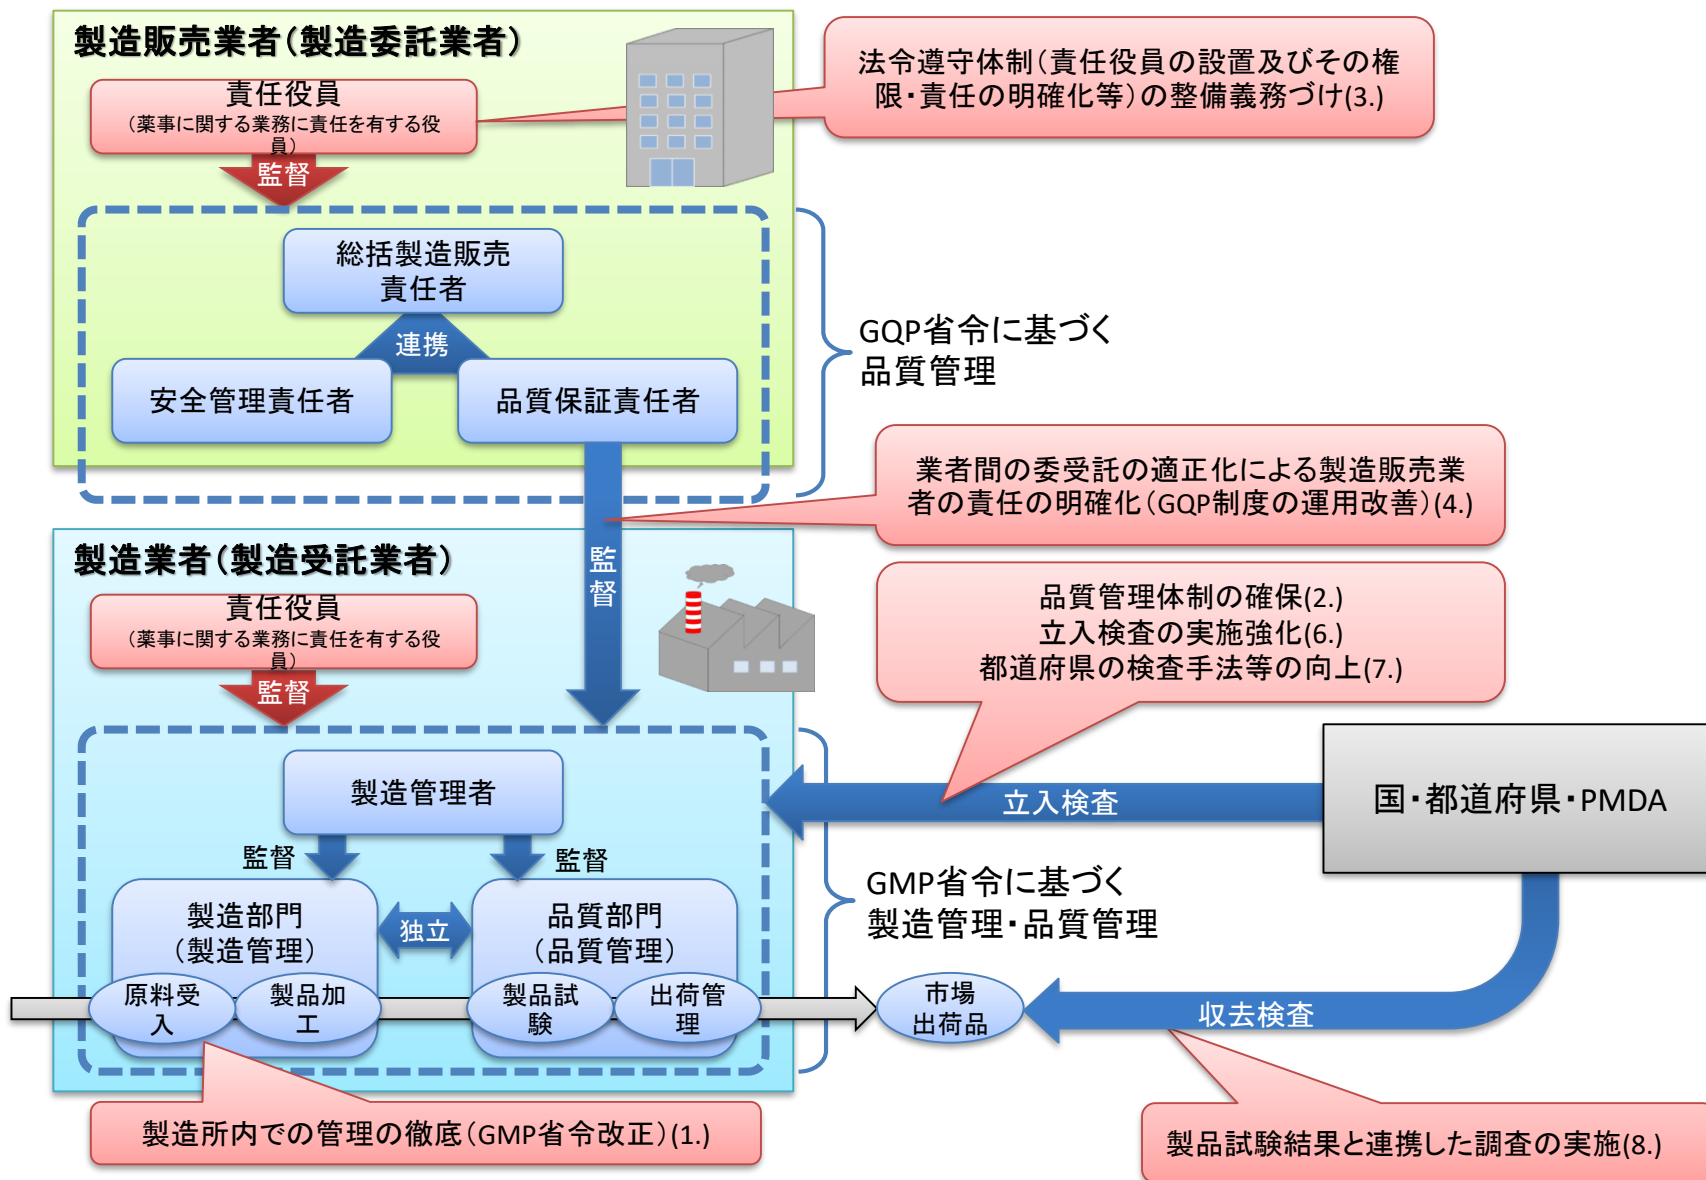 製造販売業者（製造委託業者）
責任役員
（薬事に関する業務に責任を有する役
員）
監督
法令遵守体制（責任役員の設置及びその権
限・責任の明確化等）の整備義務づけ(3.)
総括製造販売
責任者
連携
安全管理責任者
品質保証責任者
GQP省令に基づく
品質管理
業者間の委受託の適正化による製造販売業
者の責任の明確化（GQP制度の運用改善）(4.)
監
督
製造業者（製造受託業者）
責任役員
（薬事に関する業務に責任を有する役
員）
監督
品質管理体制の確保(2.)
立入検査の実施強化(6.)
都道府県の検査手法等の向上(7.)
製造管理者
立入検査
国・都道府県・PMDA
監督
監督
製造部門
（製造管理）
独立
品質部門
（品質管理）
GMP省令に基づく
製造管理・品質管理
原料受
入
製品加
工
製品試
験
出荷管
理
市場
出荷品
収去検査
製造所内での管理の徹底（GMP省令改正）(1.)
製品試験結果と連携した調査の実施(8.)